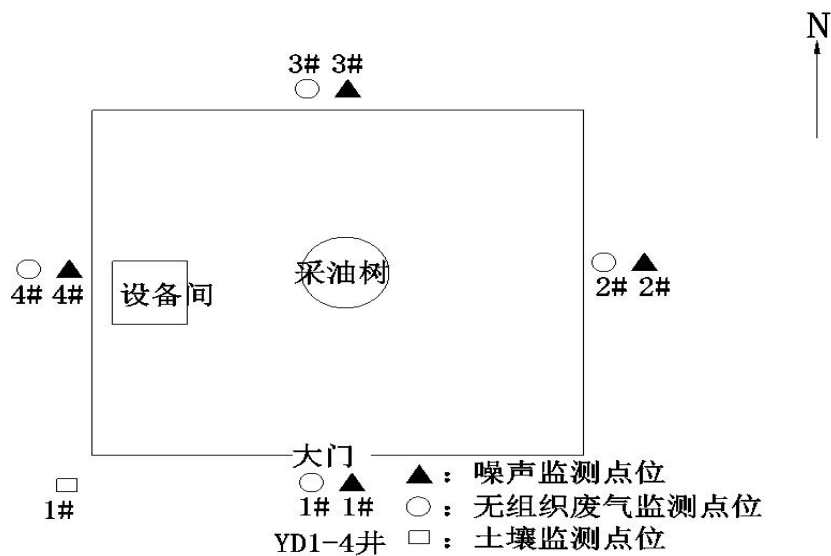 N
3# 3#
采油树
设备间
4# 4#
2# 2#
大门
1#
1# 1#
YD1-4井
▲：噪声监测点位
○：无组织废气监测点位
□：土壤监测点位